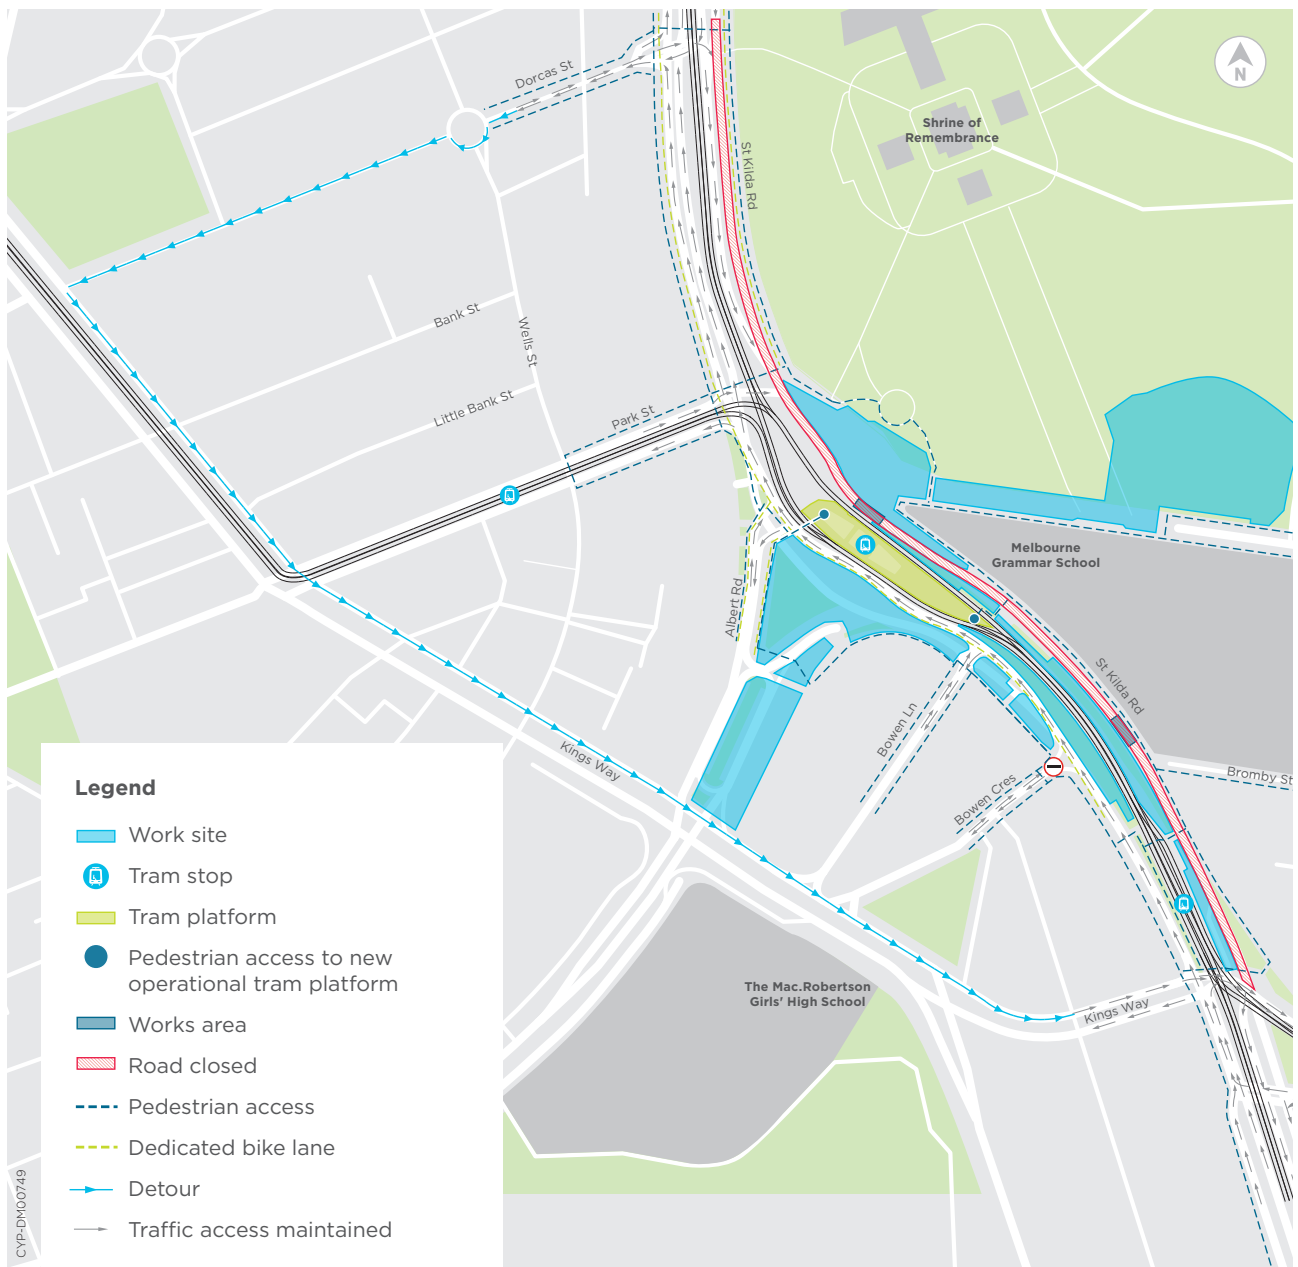 Dorcas St
N
Shrine of
Remembrance
St Kilda Rd
Bank St
Wells St
Little Bank St
Park St
Melbourne
Grammar School
Albert Rd
St Kilda Rd
Bowen Ln
Kings Way
Bromby St
Bowen Cres
The Mac.Robertson
Girls' High School
Kings Way
Legend
Work site
Tram stop
Tram platform
Pedestrian access to new
operational tram platform
Works area
Road closed
Pedestrian access
Dedicated bike lane
Detour
Traffic access maintained
CYP-DM00749